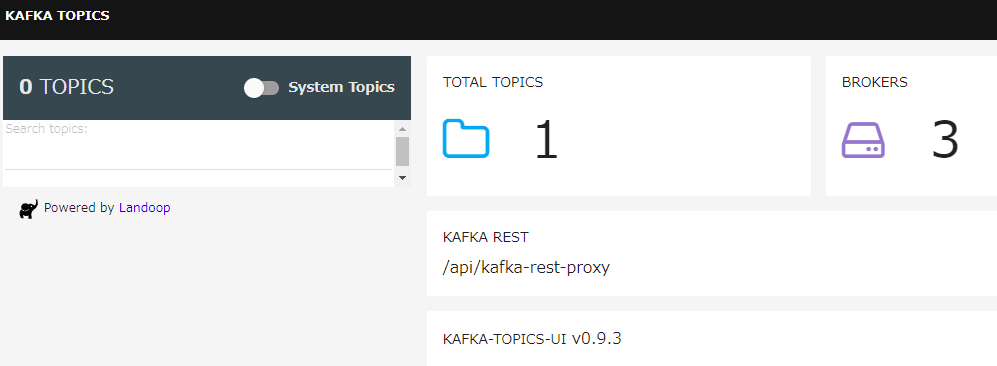 KAFKA TOPICS
0 TOPICS
System Topics
Search topics:
Powered by Landoop
TOTAL TOPICS
1
BROKERS
3
KAFKA REST
/api/kafka-rest-proxy
KAFKA-TOPICS-UI v0.9.3